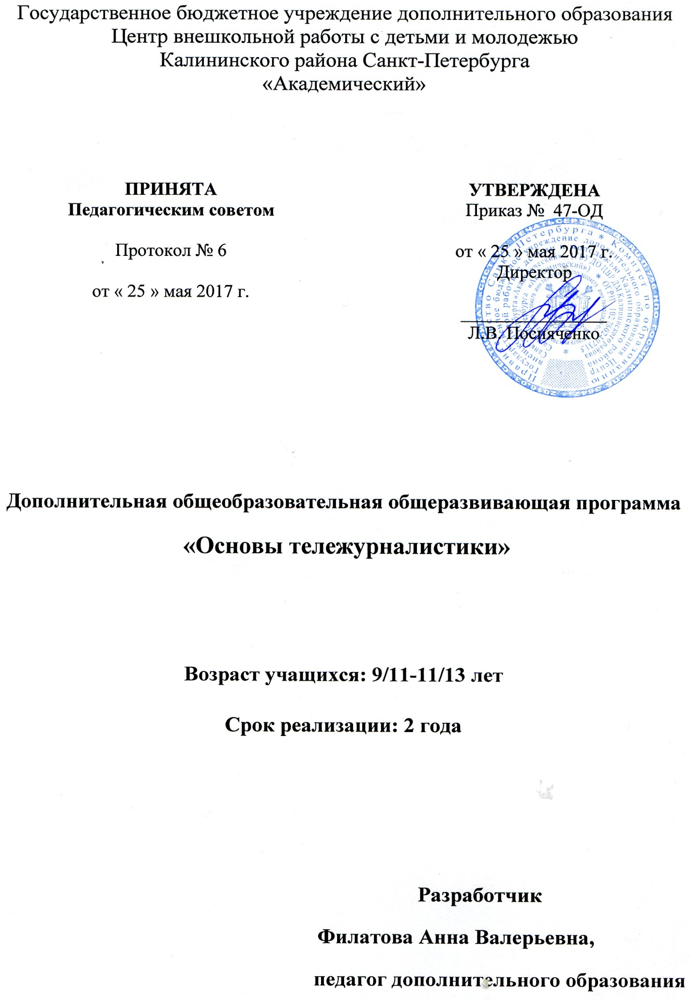 Государственное бюджетное учреждение дополнительного образования
Центр внешкольной работы с детьми и молодежью
Калининского района Санкт-Петербурга
«Академический»
ПРИНЯТА
Педагогическим советом
Протокол № 6
от « 25 » мая 2017 г.
УТВЕРЖДЕНА
Приказ № 47-ОД
от « 25 » мая 2017 г.
Директор
Л.В. Посняченко
Дополнительная общеобразовательная общеразвивающая программа
«Основы тележурналистики»
Возраст учащихся: 9/11-11/13 лет
Срок реализации: 2 года
Разработчик
Филатова Анна Валерьевна,
педагог дополнительного образования